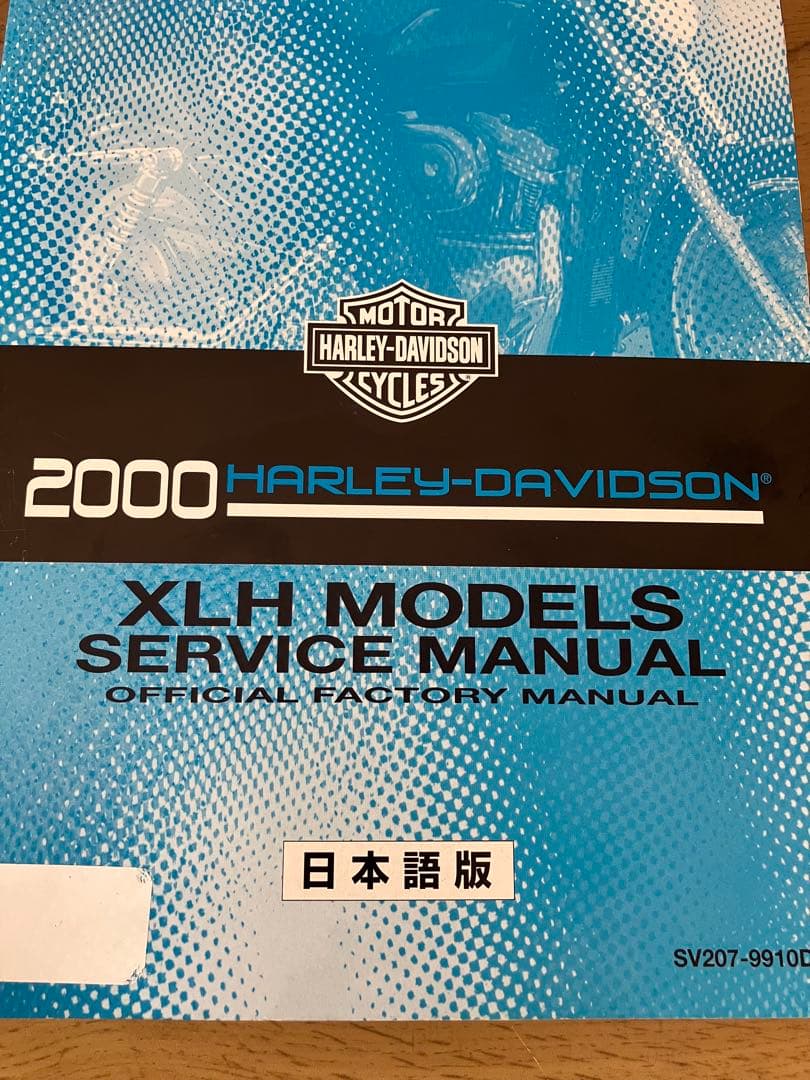 MOTOR
HARLEY-DAVIDSON
CYCLES
®
2000 HARLEY-DAVIDSON®
XLH MODELS
SERVICE MANUAL
OFFICIAL FACTORY MANUAL
日本語版
SV207-9910D